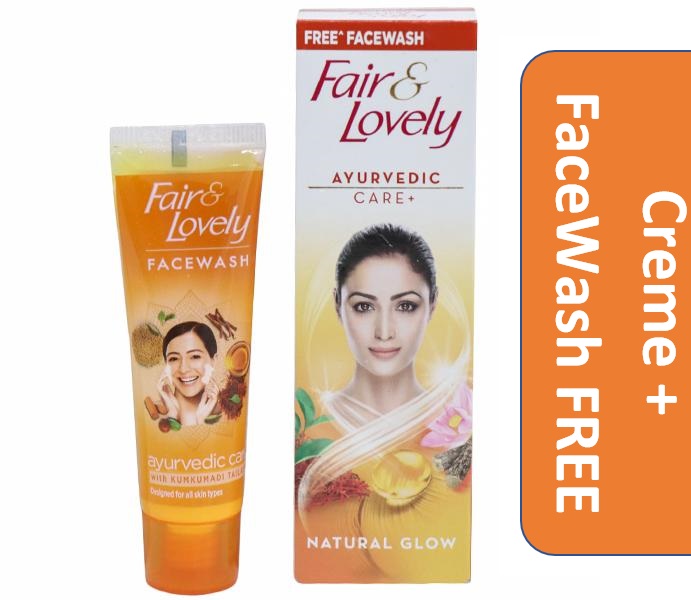 Fair &
Lovely
FACEWASH
ayurvedic care
with KUMKUMADI TAILA
Designed for all skin types
FREE^ FACEWASH
Fair &
Lovely
AYURVEDIC
CARE+
NATURAL GLOW
Creme +
FaceWash FREE